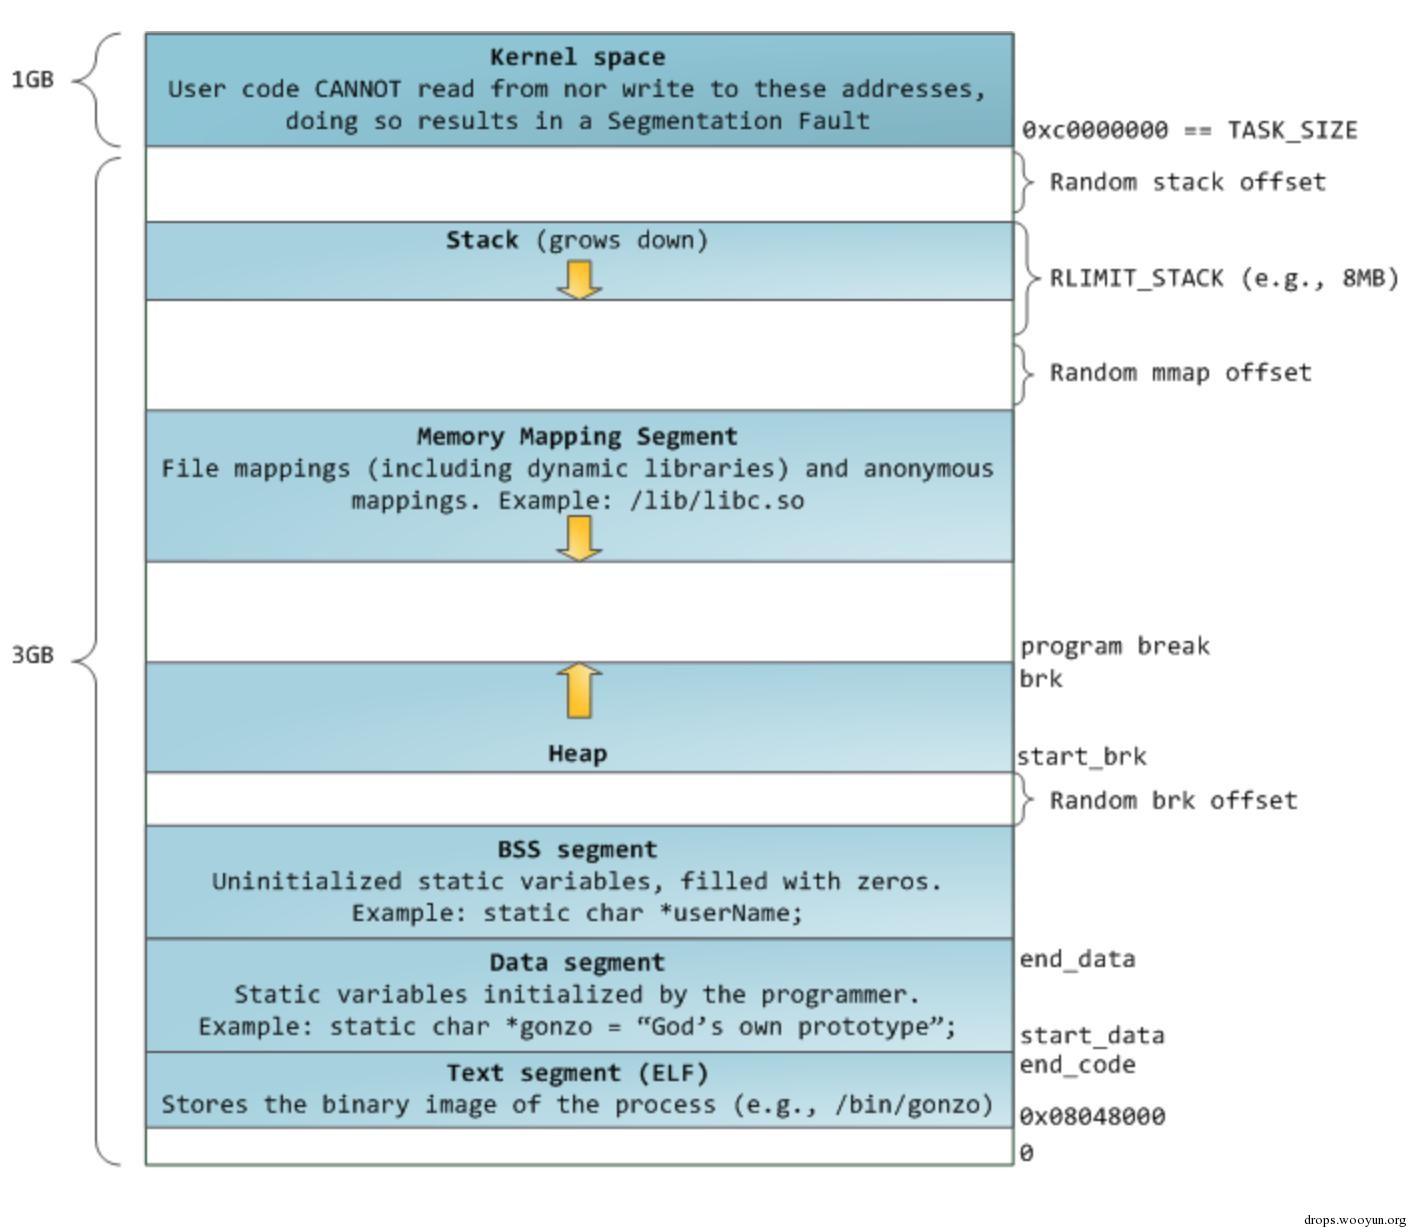 1GB
Kernel space
User code CANNOT read from nor write to these addresses,
doing so results in a Segmentation Fault
0xc0000000 == TASK_SIZE
Random stack offset
Stack (grows down)
RLIMIT_STACK (e.g., 8MB)
Random mmap offset
Memory Mapping Segment
File mappings (including dynamic libraries) and anonymous
mappings. Example: /lib/libc.so
3GB
program break
brk
Heap
start_brk
Random brk offset
BSS segment
Uninitialized static variables, filled with zeros.
Example: static char *userName;
Data segment
Static variables initialized by the programmer.
Example: static char *gonzo = “God’s own prototype”;
end_data
start_data
end_code
Text segment (ELF)
Stores the binary image of the process (e.g., /bin/gonzo)
0x08048000
0
drops.wooyun.org